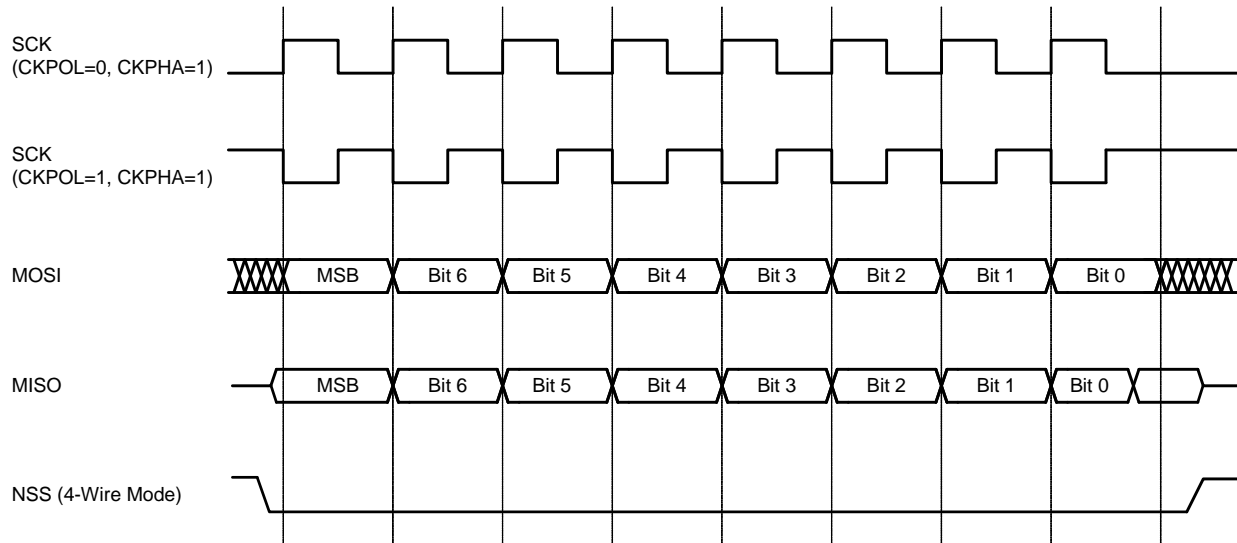 SCK
(CKPOL=0, CKPHA=1)
SCK
(CKPOL=1, CKPHA=1)
MOSI
MSB Bit 6 Bit 5 Bit 4 Bit 3 Bit 2 Bit 1 Bit 0
MISO
MSB Bit 6 Bit 5 Bit 4 Bit 3 Bit 2 Bit 1 Bit 0
NSS (4-Wire Mode)